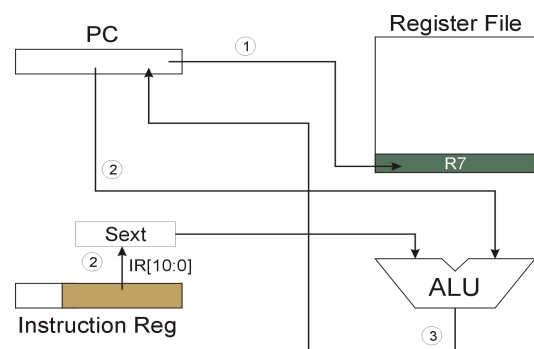 PC
Register File
1
R7
2
Sext
2
IR[10:0]
ALU
Instruction Reg
3